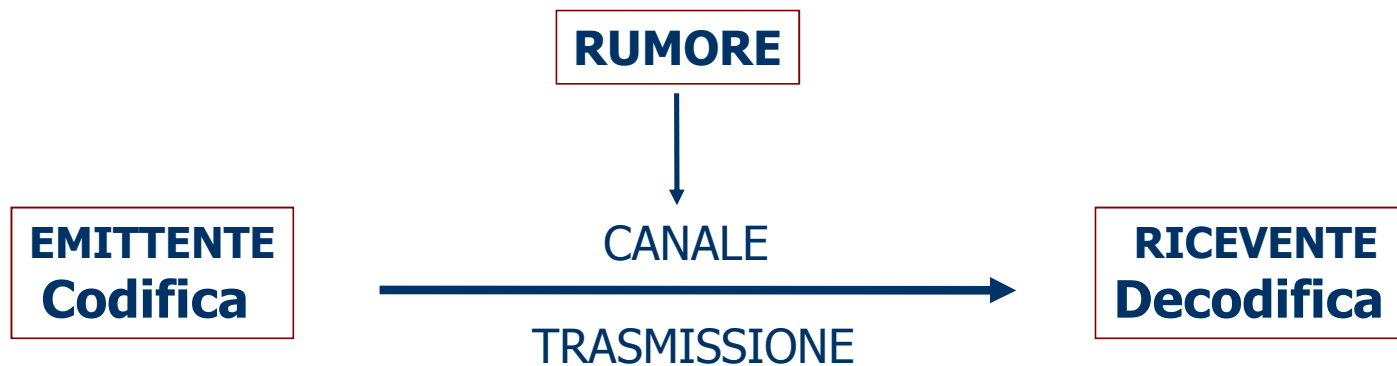 RUMORE
EMITTENTE
Codifica
CANALE
TRASMISSIONE
RICEVENTE
Decodifica